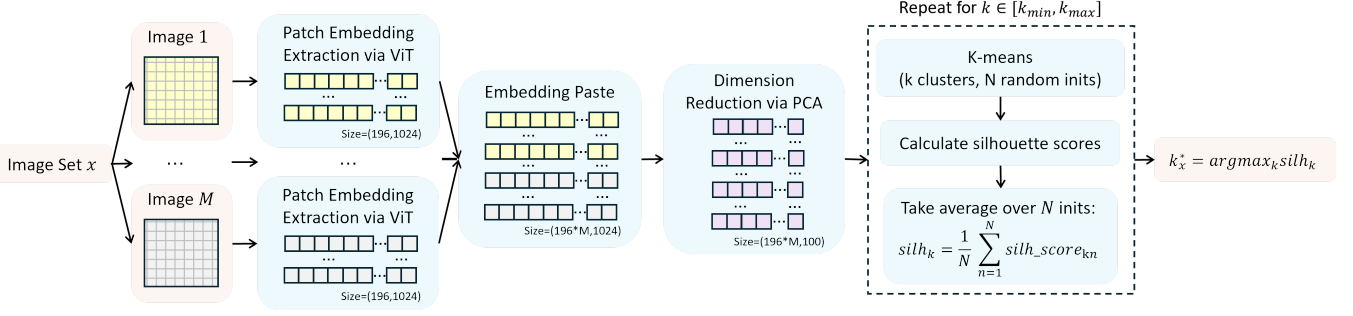 Image Set x
Image 1
...
Image M
Patch Embedding
Extraction via ViT
...
...
Size=(196,1024)
...
Patch Embedding
Extraction via ViT
...
...
Size=(196,1024)
Embedding Paste
...
...
...
...
...
...
...
...
...
...
Size=(196*M,1024)
Dimension
Reduction via PCA
...
...
...
...
...
...
...
...
...
...
Size=(196*M,100)
Repeat for k ∈ [k_min, k_max]
K-means
(k clusters, N random inits)
Calculate silhouette scores
Take average over N inits:
silh_k = 1/N ∑_{n=1}^{N} silh_score_kn
k*_x = argmax_k silh_k